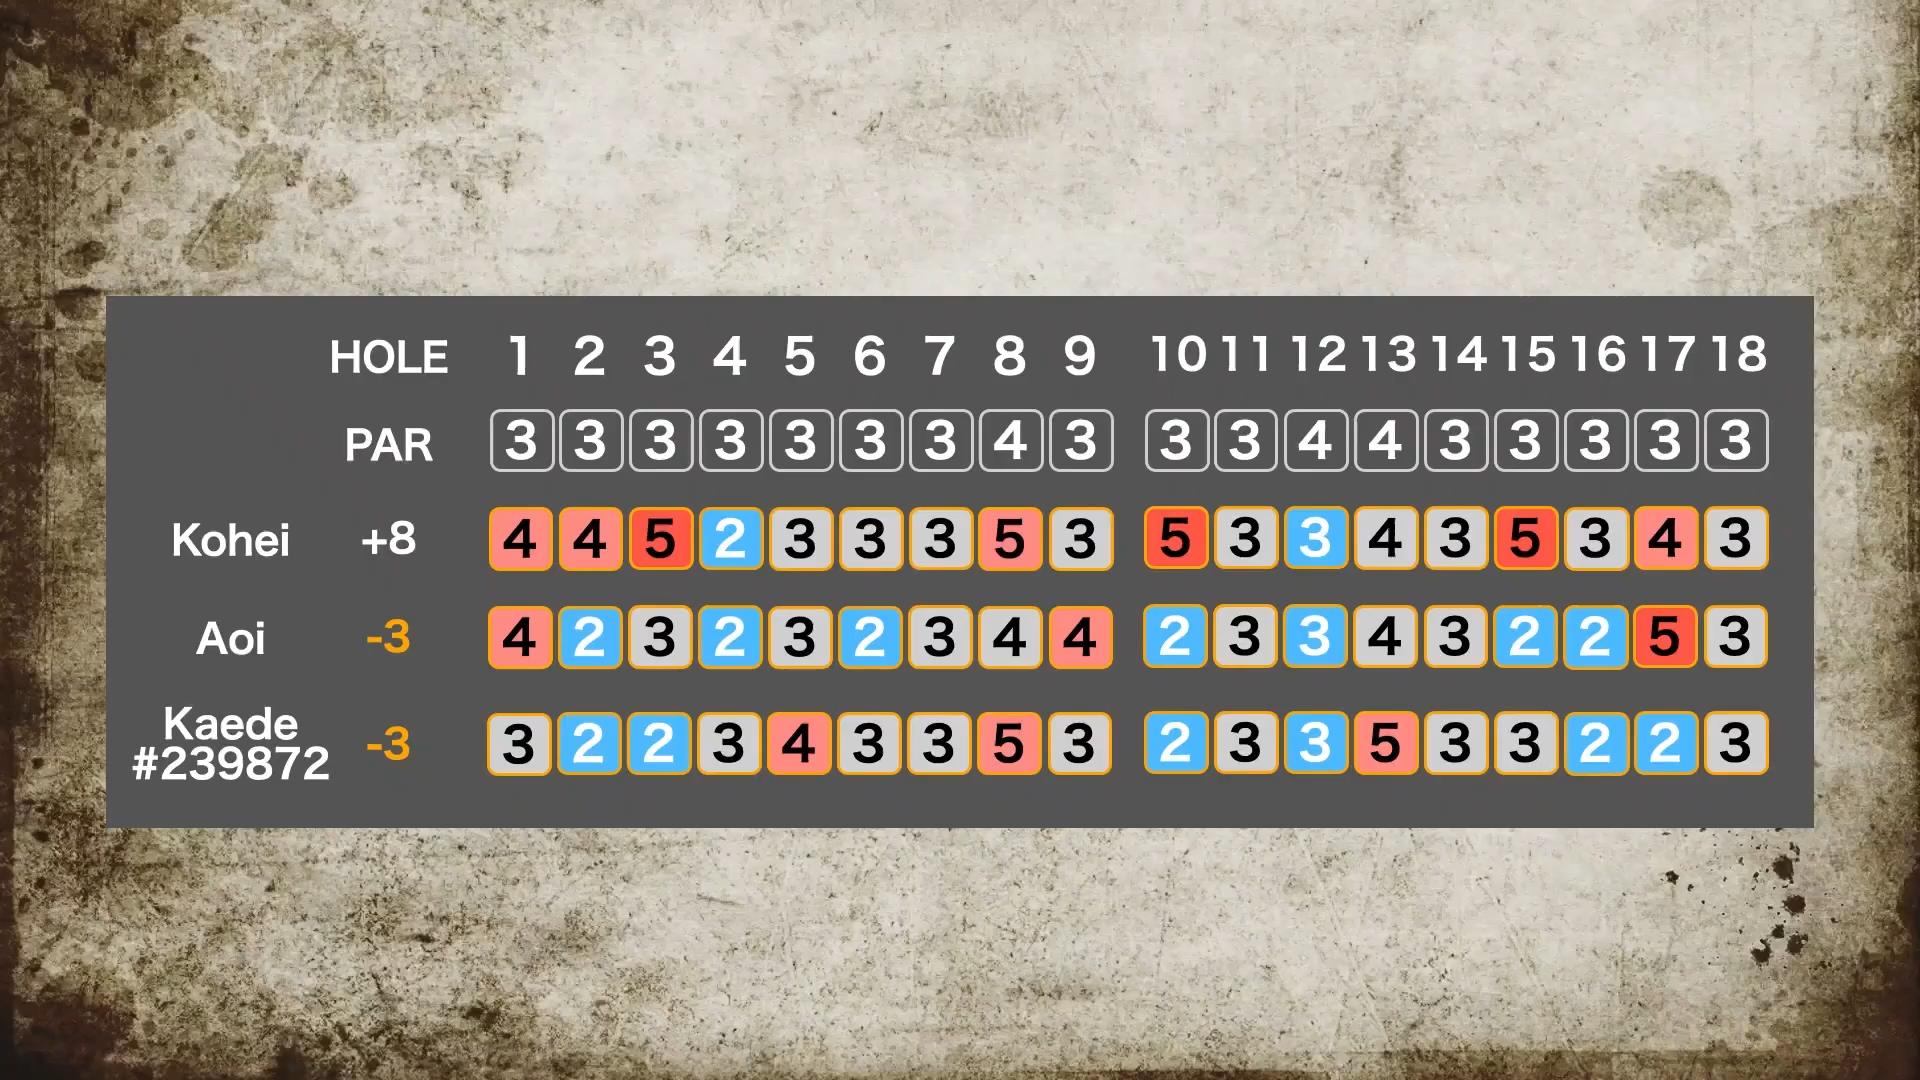 HOLE 1 2 3 4 5 6 7 8 9 10 11 12 13 14 15 16 17 18
PAR 3 3 3 3 3 3 3 4 3 3 3 4 4 3 3 3 3 3
Kohei +8 4 4 5 2 3 3 3 5 3 5 3 3 4 3 5 3 4 3
Aoi -3 4 2 3 2 3 2 3 4 4 2 3 3 4 3 2 2 5 3
Kaede
#239872 -3 3 2 2 3 4 3 3 5 3 2 3 3 5 3 3 2 2 3